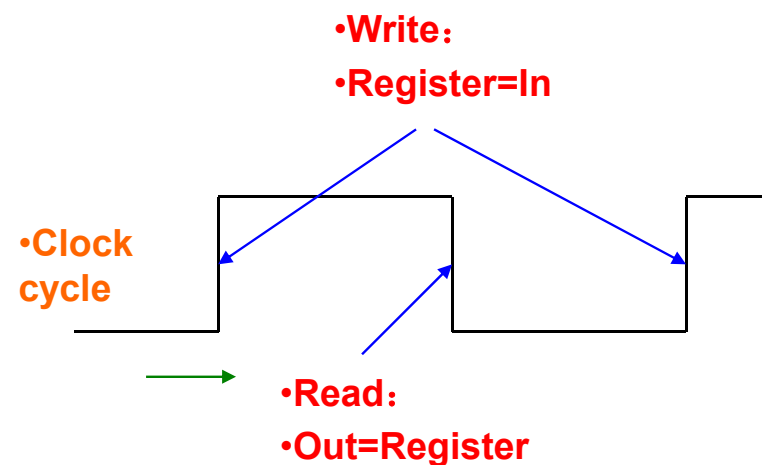 •Write：
•Register=In
•Clock
cycle
•Read：
•Out=Register